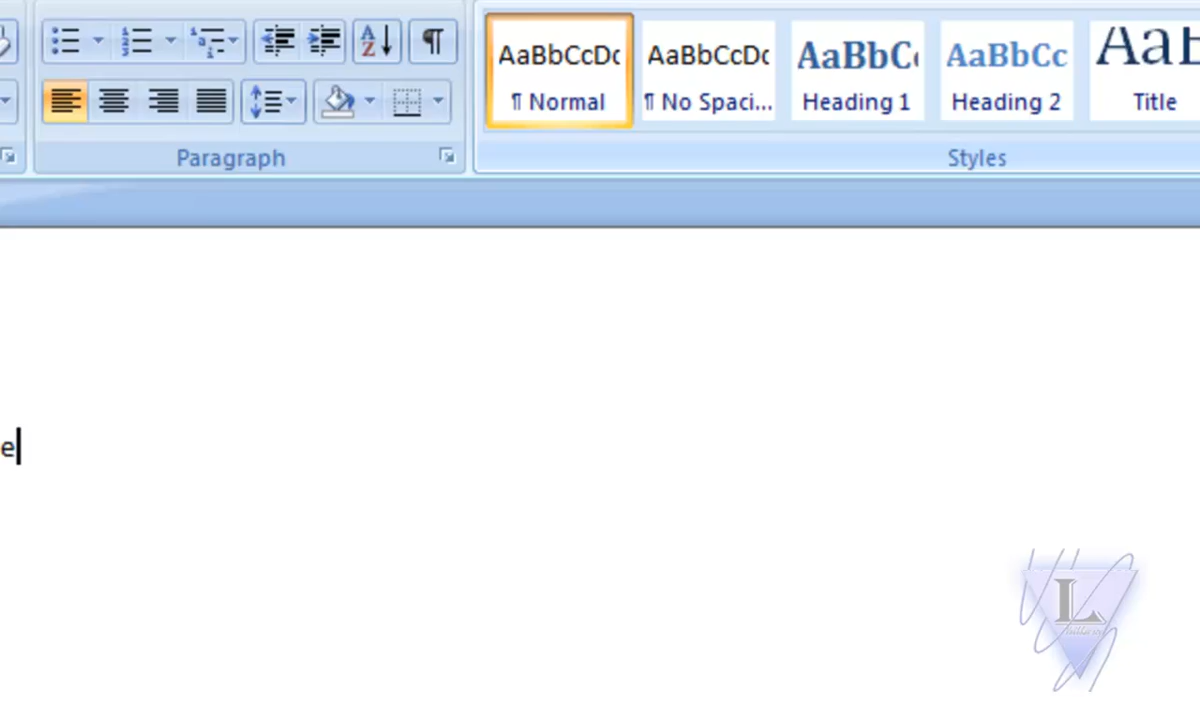 AaBbCcDc AaBbCcDc AaBbC AaBbCc AaB
¶ Normal ¶ No Spaci... Heading 1 Heading 2 Title
Paragraph Styles
e
L